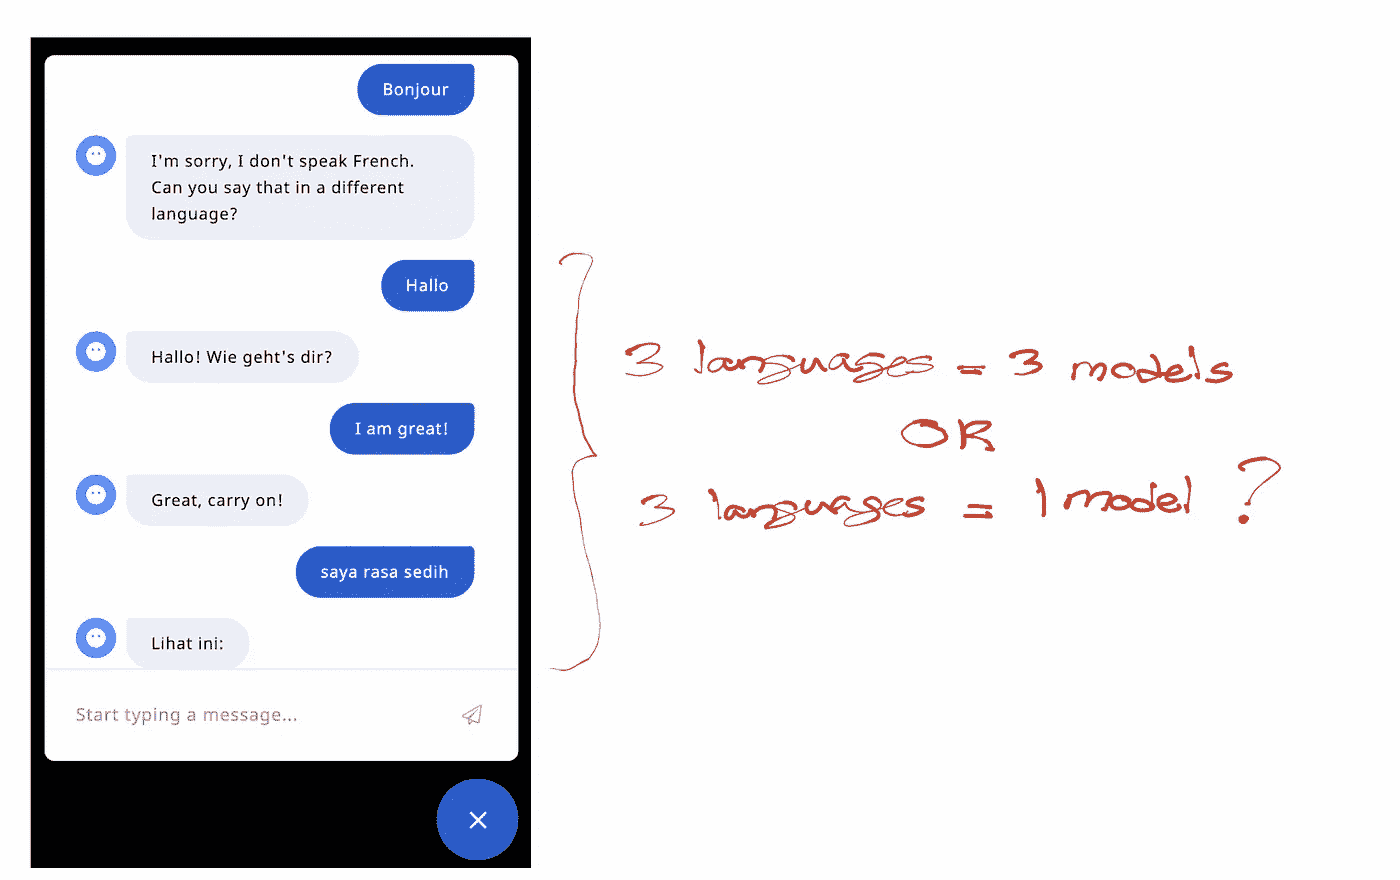 Bonjour
I'm sorry, I don't speak French.
Can you say that in a different
language?
Hallo
Hallo! Wie geht's dir?
I am great!
Great, carry on!
saya rasa sedih
Lihat ini:
Start typing a message...
3 languages = 3 models
OR
3 languages = 1 model ?